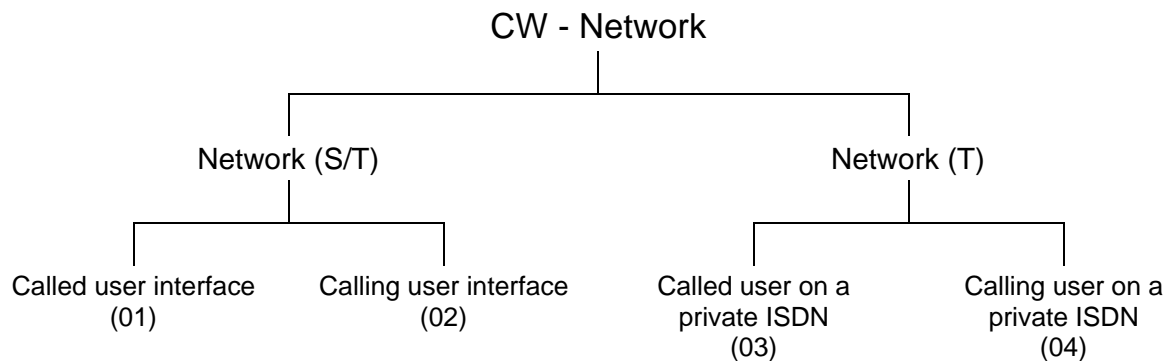 CW - Network
Network (S/T)
Network (T)
Called user interface
(01)
Calling user interface
(02)
Called user on a
private ISDN
(03)
Calling user on a
private ISDN
(04)